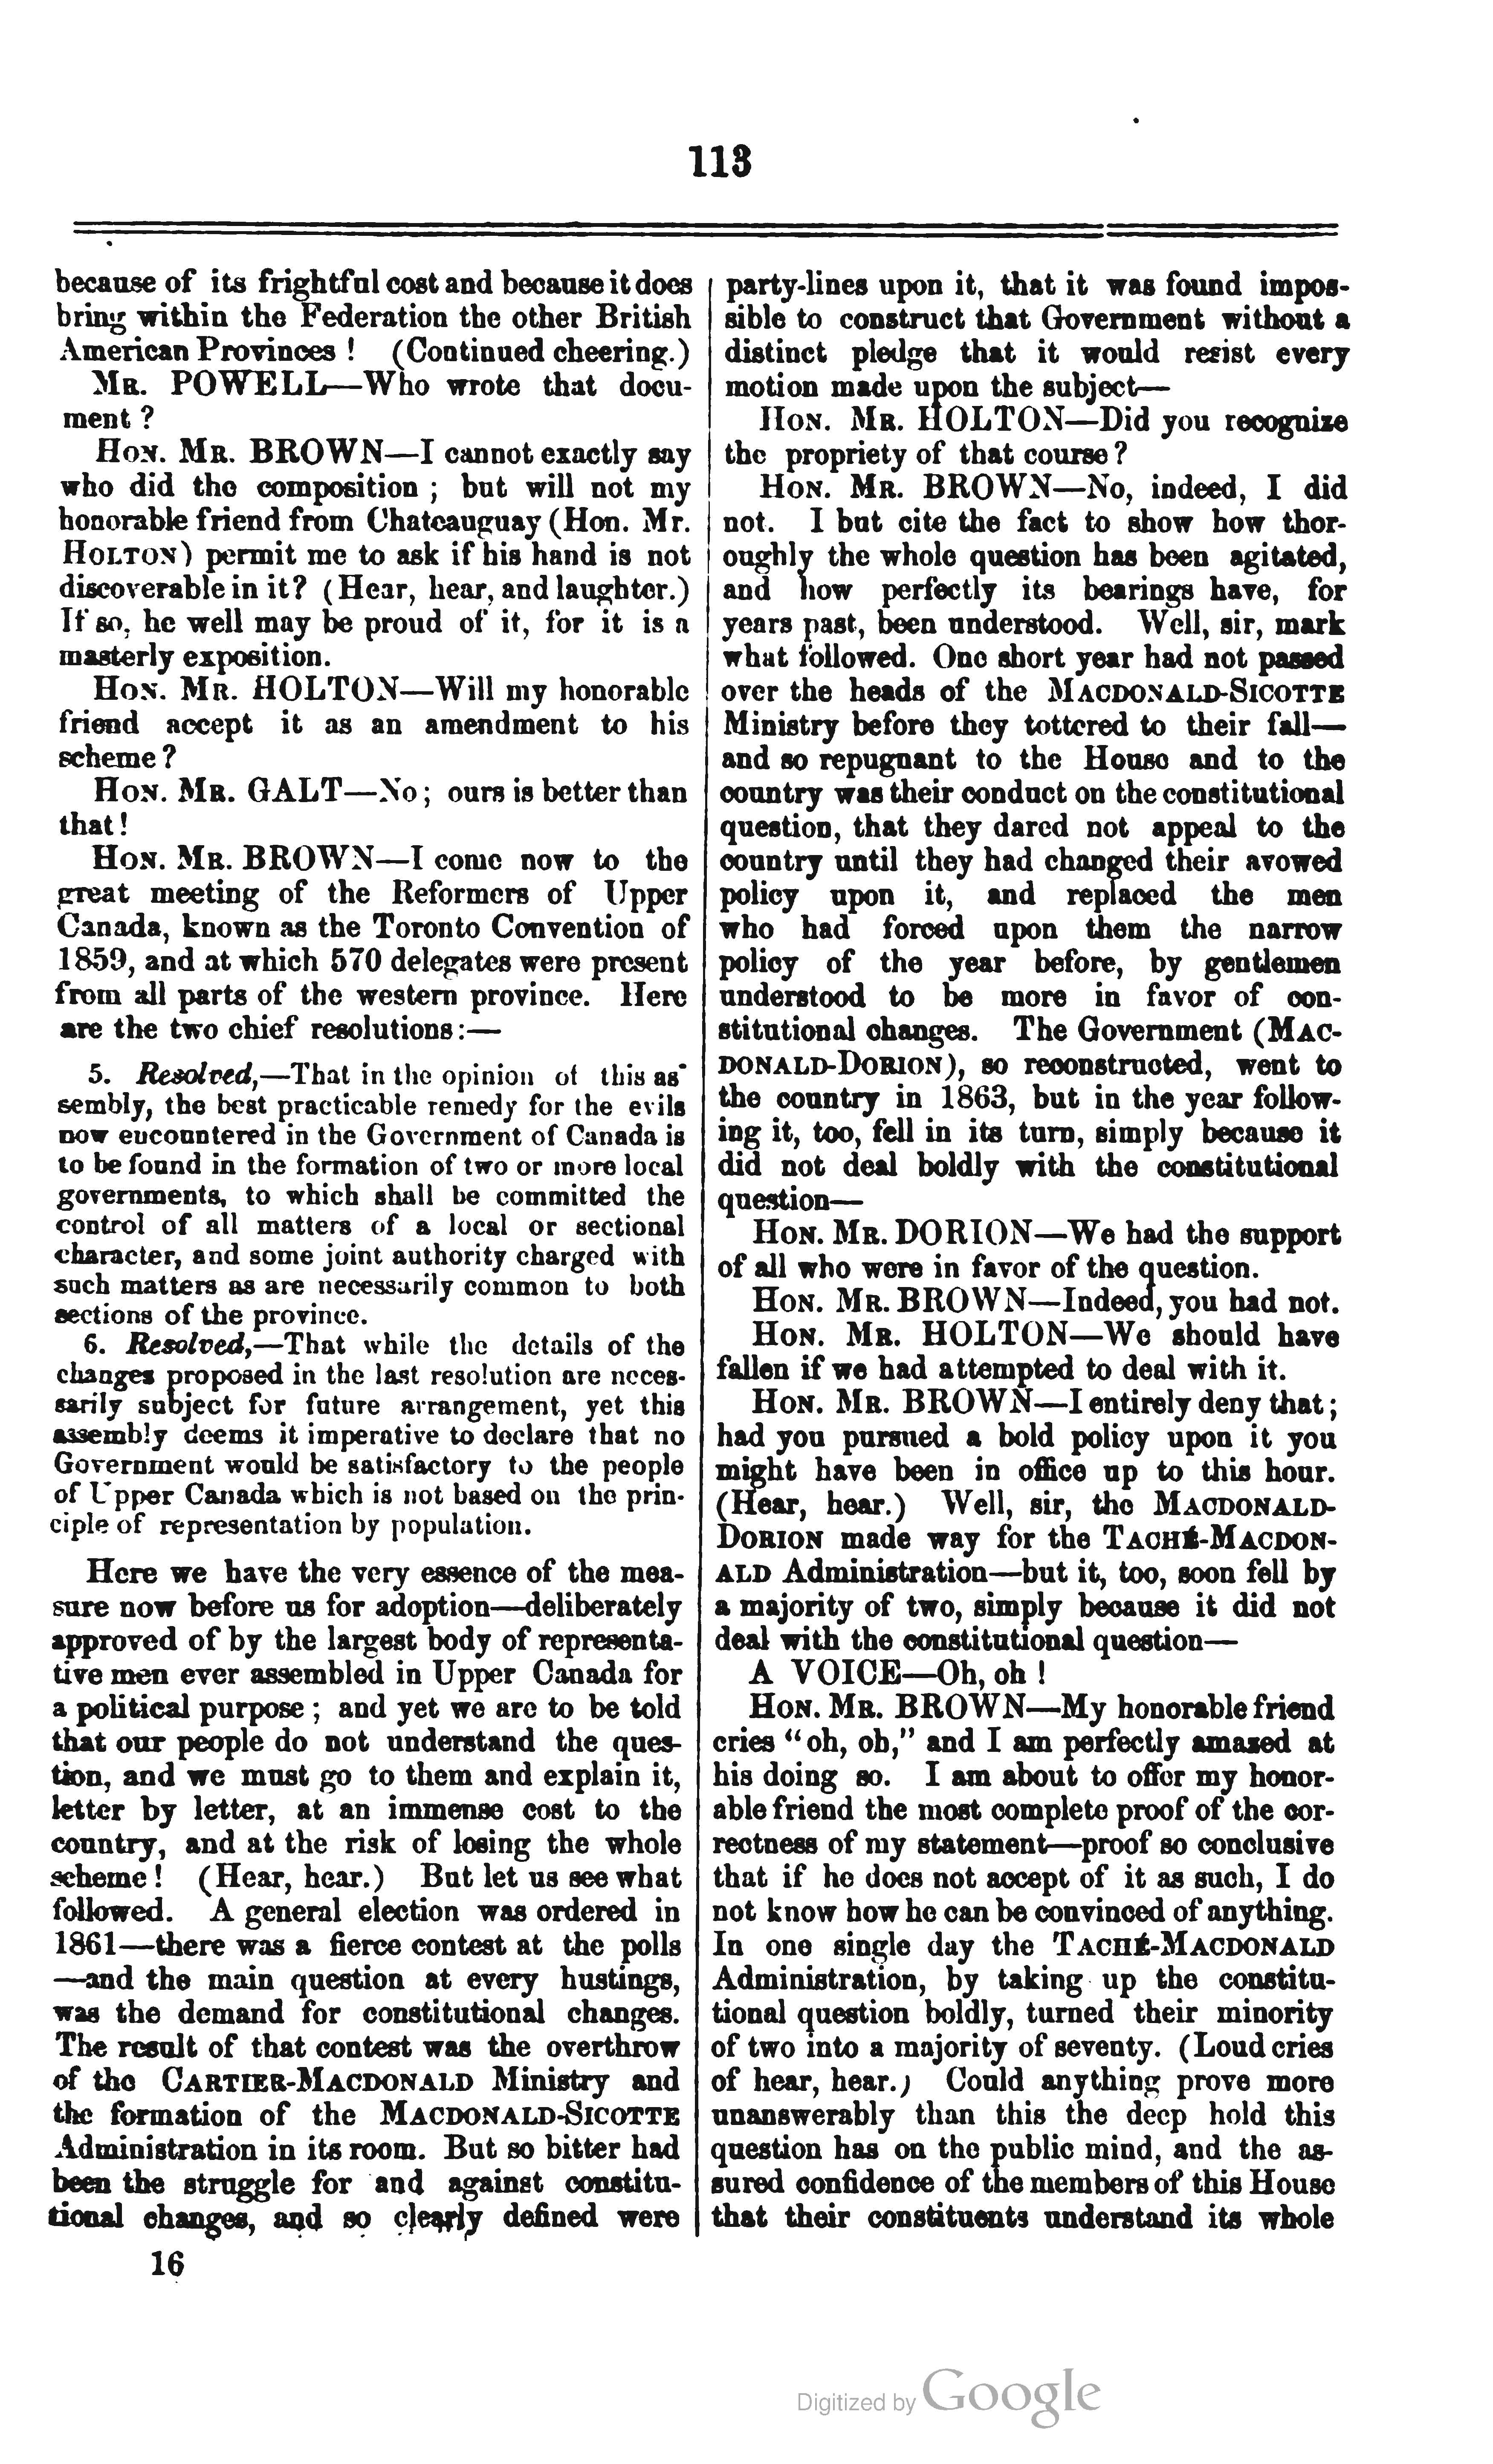 113
because of its frightful cost and because it does
bring within the Federation the other British
American Provinces ! (Continued cheering.)
MR. POWELL—Who wrote that docu-
ment ?
HON. MR. BROWN—I cannot exactly say
who did the composition ; but will not my
honorable friend from Chateauguay (Hon. Mr.
HOLTON) permit me to ask if his hand is not
discoverable in it? (Hear, hear, and laughter.)
If so, he well may be proud of it, for it is a
masterly exposition.
HON. MR. HOLTON—Will my honorable
friend accept it as an amendment to his
scheme ?
HON. MR. GALT—No ; ours is better than
that !
HON. MR. BROWN—I come now to the
great meeting of the Reformers of Upper
Canada, known as the Toronto Convention of
1859, and at which 570 delegates were present
from all parts of the western province. Here
are the two chief resolutions:—
5. Resolved,—That in the opinion of this as-
sembly, the best practicable remedy for the evils
now encountered in the Government of Canada is
to be found in the formation of two or more local
governments, to which shall be committed the
control of all matters of a local or sectional
character, and some joint authority charged with
such matters as are necessarily common to both
sections of the province.
6. Resolved,—That while the details of the
changes proposed in the last resolution are neces-
sarily subject for future arrangement, yet this
assembly deems it imperative to declare that no
Government would be satisfactory to the people
of Upper Canada which is not based on the prin-
ciple of representation by population.
Here we have the very essence of the mea-
sure now before us for adoption—deliberately
approved of by the largest body of representa-
tive men ever assembled in Upper Canada for
a political purpose ; and yet we are to be told
that our people do not understand the ques-
tion, and we must go to them and explain it,
letter by letter, at an immense cost to the
country, and at the risk of losing the whole
scheme ! (Hear, hear.) But let us see what
followed. A general election was ordered in
1861—there was a fierce contest at the polls
—and the main question at every hustings,
was the demand for constitutional changes.
The result of that contest was the overthrow
of the CARTIER-MACDONALD Ministry and
the formation of the MACDONALD-SICOTTE
Administration in its room. But so bitter had
been the struggle for and against constitu-
tional changes, and so clearly defined were
16
party-lines upon it, that it was found impos-
sible to construct that Government without a
distinct pledge that it would resist every
motion made upon the subject—
HON. MR. HOLTON—Did you recognize
the propriety of that course ?
HON. MR. BROWN—No, indeed, I did
not. I but cite the fact to show how thor-
oughly the whole question has been agitated,
and how perfectly its bearings have, for
years past, been understood. Well, sir, mark
what followed. One short year had not passed
over the heads of the MACDONALD-SICOTTE
Ministry before they tottered to their fall—
and so repugnant to the House and to the
country was their conduct on the constitutional
question, that they dared not appeal to the
country until they had changed their avowed
policy upon it, and replaced the men
who had forced upon them the narrow
policy of the year before, by gentlemen
understood to be more in favor of con-
stitutional changes. The Government (MAC-
DONALD-DORION), so reconstructed, went to
the country in 1863, but in the year follow-
ing it, too, fell in its turn, simply because it
did not deal boldly with the constitutional
question—
HON. MR. DORION—We had the support
of all who were in favor of the question.
HON. MR. BROWN—Indeed, you had not.
HON. MR. HOLTON—We should have
fallen if we had attempted to deal with it.
HON. MR. BROWN—I entirely deny that ;
had you pursued a bold policy upon it you
might have been in office up to this hour.
(Hear, hear.) Well, sir, the MACDONALD-
DORION made way for the TACHÉ-MACDON-
ALD Administration—but it, too, soon fell by
a majority of two, simply because it did not
deal with the constitutional question—
A VOICE—Oh, oh !
HON. MR. BROWN—My honorable friend
cries "oh, oh," and I am perfectly amazed at
his doing so. I am about to offer my honor-
able friend the most complete proof of the cor-
rectness of my statement—proof so conclusive
that if he does not accept of it as such, I do
not know how he can be convinced of anything.
In one single day the TACHÉ-MACDONALD
Administration, by taking up the constitu-
tional question boldly, turned their minority
of two into a majority of seventy. (Loud cries
of hear, hear.) Could anything prove more
unanswerably than this the deep hold this
question has on the public mind, and the as-
sured confidence of the members of this House
that their constituents understand its whole
Digitized by Google